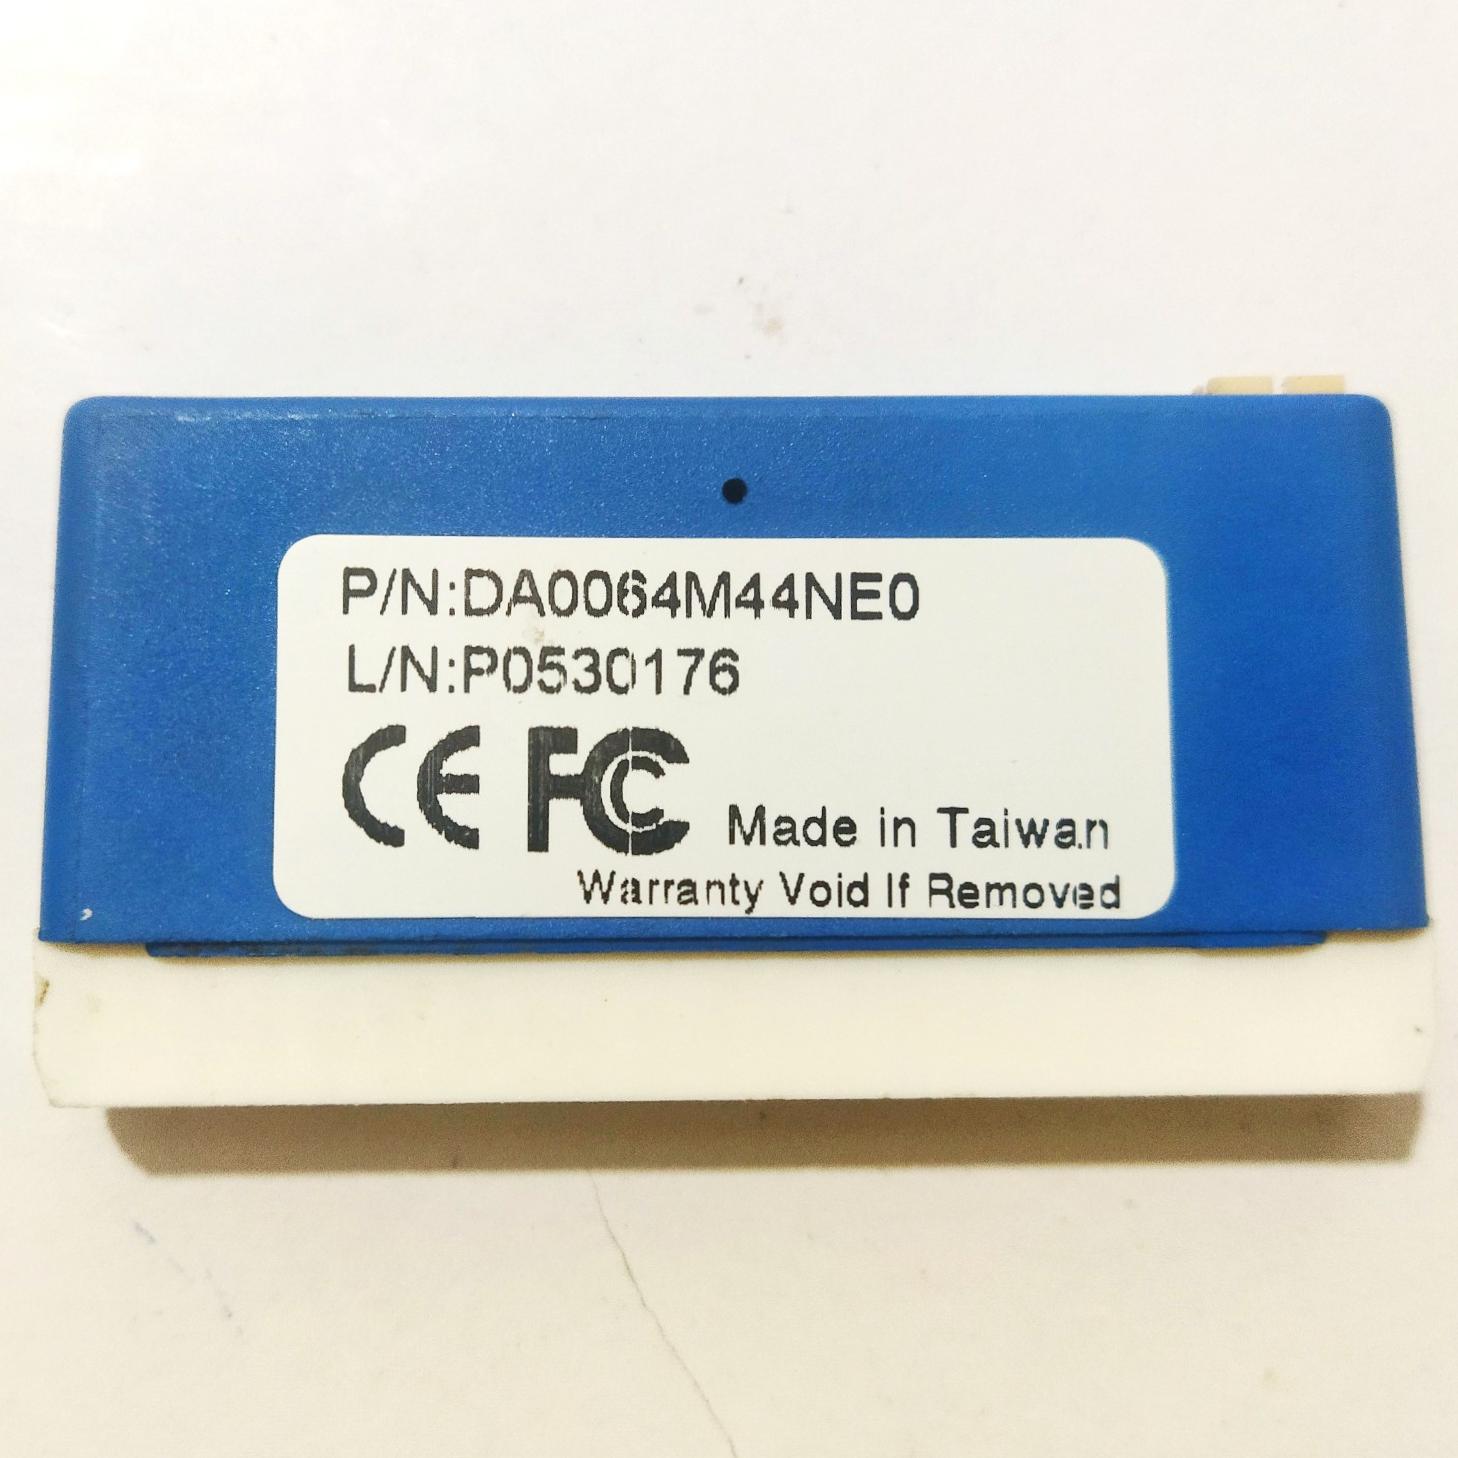 P/N:DA0064M44NE0
L/N:P0530176
CE FC Made in Taiwan
Warranty Void If Removed